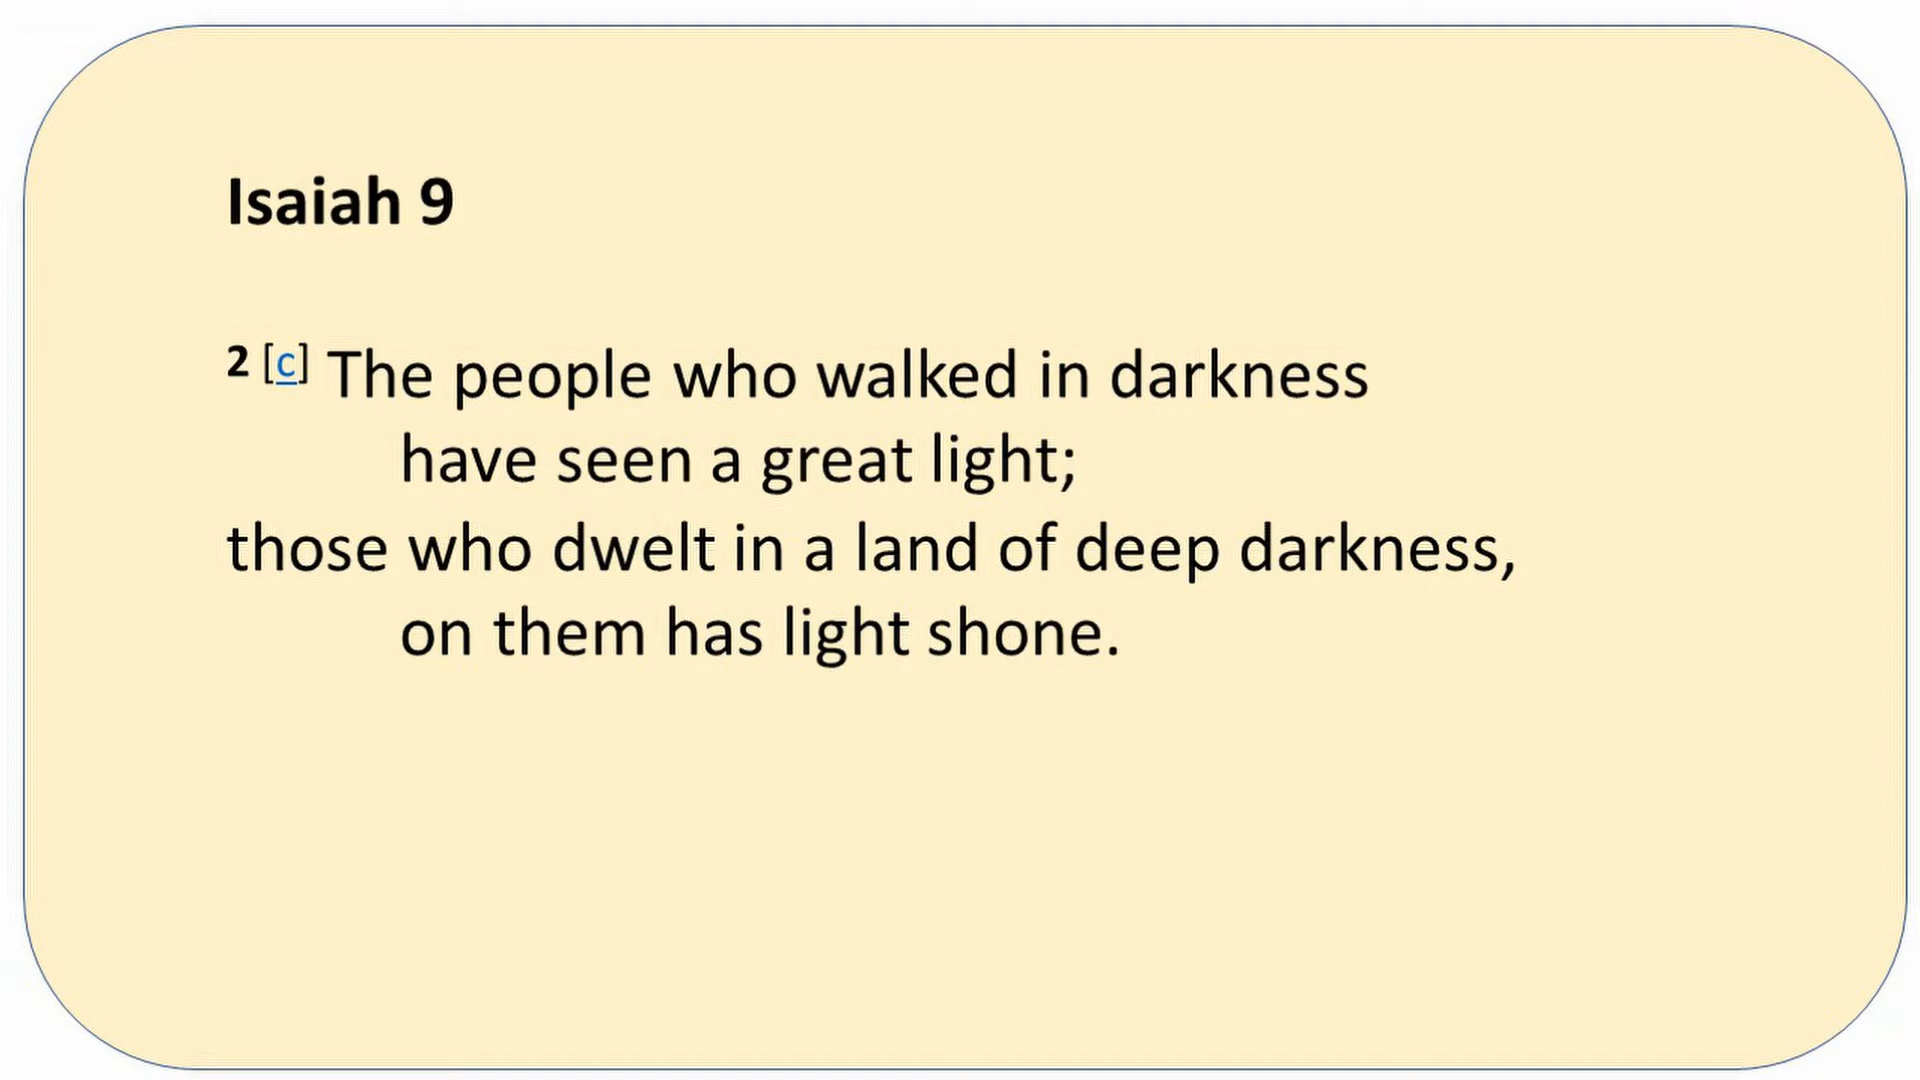 Isaiah 9
2 [c] The people who walked in darkness
have seen a great light;
those who dwelt in a land of deep darkness,
on them has light shone.